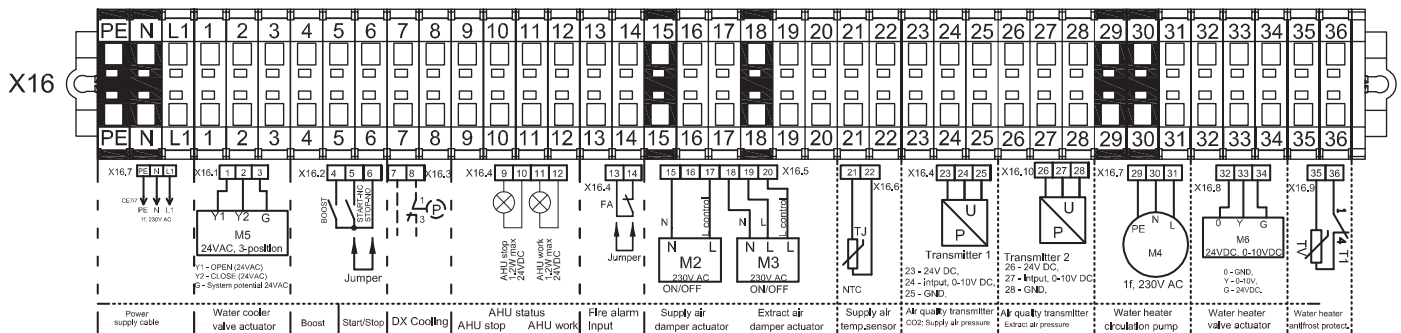 PE N L1 1 2 3 4 5 6 7 8 9 10 11 12 13 14 15 16 17 18 19 20 21 22 23 24 25 26 27 28 29 30 31 32 33 34 35 36
X16
PE N L1 1 2 3 4 5 6 7 8 9 10 11 12 13 14 15 16 17 18 19 20 21 22 23 24 25 26 27 28 29 30 31 32 33 34 35 36
X16.7 PE N L1
CE7/7
PE N L1
1f, 230V AC
Power
supply cable
X16.1 1 2 3
Y1 Y2 G
M5
24VAC, 3-position
Y1 - OPEN (24VAC)
Y2 - CLOSE (24VAC)
G - System potential 24VAC
Water cooler
valve actuator
X16.2 4 5 6
BOOST
START-NC
STOP-NO
Jumper
Boost
Start/Stop
7 8 X16.3
1
3
P
DX Cooling
X16.4 9 10 11 12
AHU stop
1,2W max
24VDC
AHU work
1,2W max
24VDC
AHU status
AHU stop AHU work
13 14
X16.4
FA
Jumper
Fire alarm
Input
15 16 17 18 19 20 X16.5
N
L control
N
L control
N L
M2
230V AC
ON/OFF
N L
M3
230V AC
ON/OFF
Supply air
damper actuator
Extract air
damper actuator
21 22
X16.6
TJ
NTC
Supply air
temp.sensor
X16.4
23 24 25
U
P
Transmitter 1
23 - 24V DC,
24 - intput, 0-10V DC,
25 - GND,
Air quality transmitter
CO2; Supply air pressure
X16.10 26 27 28
U
P
Transmitter 2
26 - 24V DC,
27 - Intput, 0-10V DC
28 - GND,
Air quality transmitter
Extract air pressure
X16.7
29 30 31
PE N L
M4
1f, 230V AC
Water heater
circulation pump
32 33 34
X16.8
0 Y G
M6
24VDC, 0-10VDC
0 - GND,
Y - 0-10V,
G - 24VDC.
Water heater
valve actuator
35 36
X16.9
TV
1
4
T1
Water heater
antifrost protect.